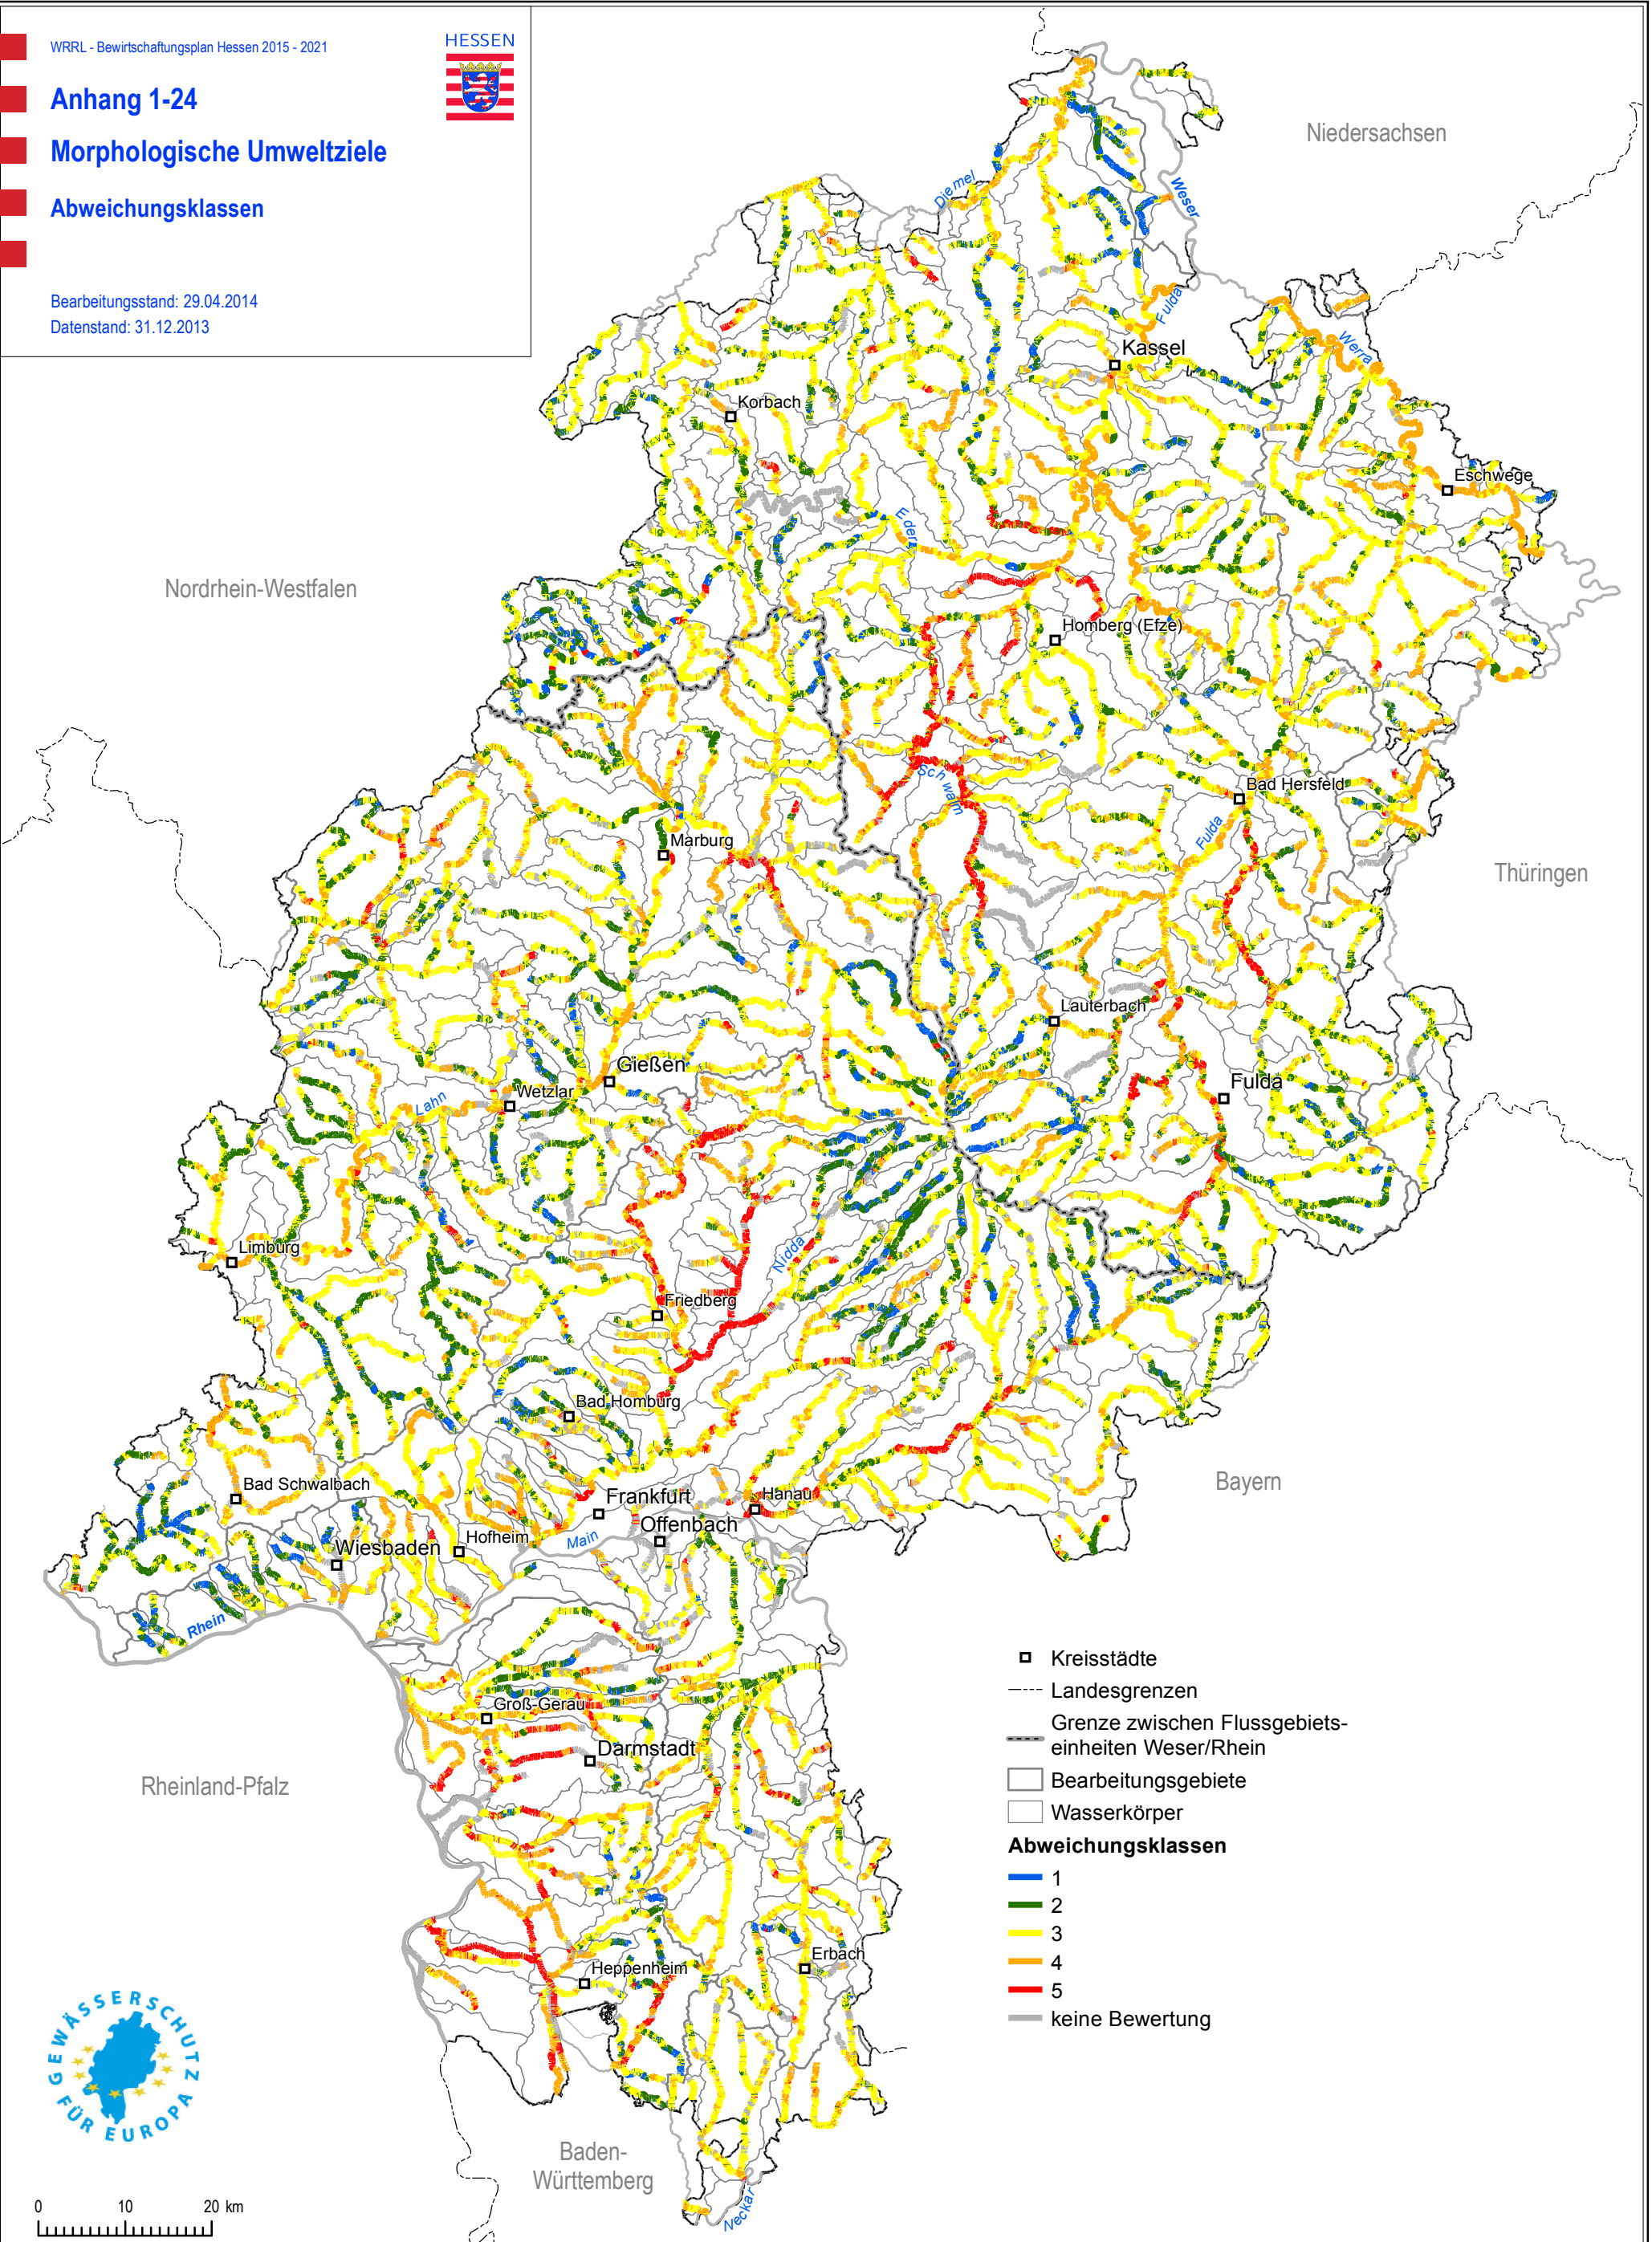 WRRL - Bewirtschaftungsplan Hessen 2015 - 2021
HESSEN
Anhang 1-24
Morphologische Umweltziele
Abweichungsklassen
Bearbeitungsstand: 29.04.2014
Datenstand: 31.12.2013
Niedersachsen
Diemel
Weser
Fulda
Kassel
Werra
Korbach
Eschwege
Eder
Nordrhein-Westfalen
Homberg (Efze)
Schwalm
Bad Hersfeld
Fulda
Marburg
Thüringen
Lauterbach
Gießen
Wetzlar
Fulda
Lahn
Limburg
Nidda
Friedberg
Bad Homburg
Bad Schwalbach
Bayern
Frankfurt
Hanau
Offenbach
Hofheim
Main
Wiesbaden
Rhein
Groß-Gerau
Darmstadt
Rheinland-Pfalz
Erbach
Heppenheim
Kreisstädte
Landesgrenzen
Grenze zwischen Flussgebiets-
einheiten Weser/Rhein
Bearbeitungsgebiete
Wasserkörper
Abweichungsklassen
1
2
3
4
5
keine Bewertung
GEWÄSSERSCHUTZ
FÜR EUROPA
Baden-
Württemberg
Neckar
0 10 20 km